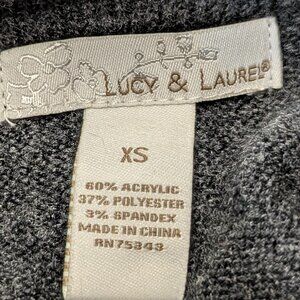 LUCY & LAUREL®
XS
60% ACRYLIC
37% POLYESTER
3% SPANDEX
MADE IN CHINA
RN75343